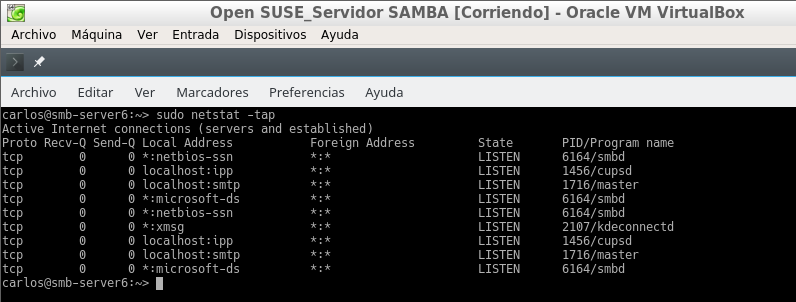 Open SUSE_Servidor SAMBA [Corriendo] - Oracle VM VirtualBox
Archivo Máquina Ver Entrada Dispositivos Ayuda
Archivo Editar Ver Marcadores Preferencias Ayuda
carlos@smb-server6:~> sudo netstat -tap
Active Internet connections (servers and established)
Proto Recv-Q Send-Q Local Address Foreign Address State PID/Program name
tcp 0 0 *:netbios-ssn *:* LISTEN 6164/smbd
tcp 0 0 localhost:ipp *:* LISTEN 1456/cupsd
tcp 0 0 localhost:smtp *:* LISTEN 1716/master
tcp 0 0 *:microsoft-ds *:* LISTEN 6164/smbd
tcp 0 0 *:netbios-ssn *:* LISTEN 6164/smbd
tcp 0 0 *:xmsg *:* LISTEN 2107/kdeconnectd
tcp 0 0 localhost:ipp *:* LISTEN 1456/cupsd
tcp 0 0 localhost:smtp *:* LISTEN 1716/master
tcp 0 0 *:microsoft-ds *:* LISTEN 6164/smbd
carlos@smb-server6:~>